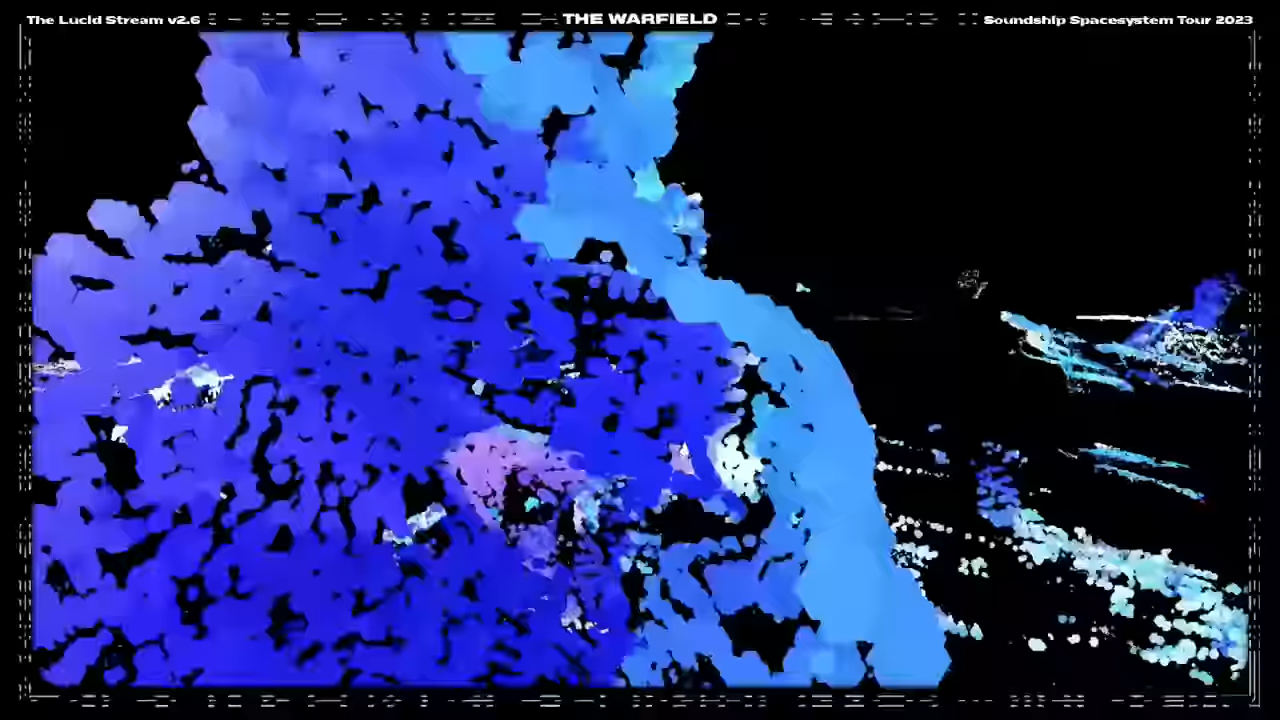 The Lucid Stream v2.6
THE WARFIELD
Soundship Spacesystem Tour 2023